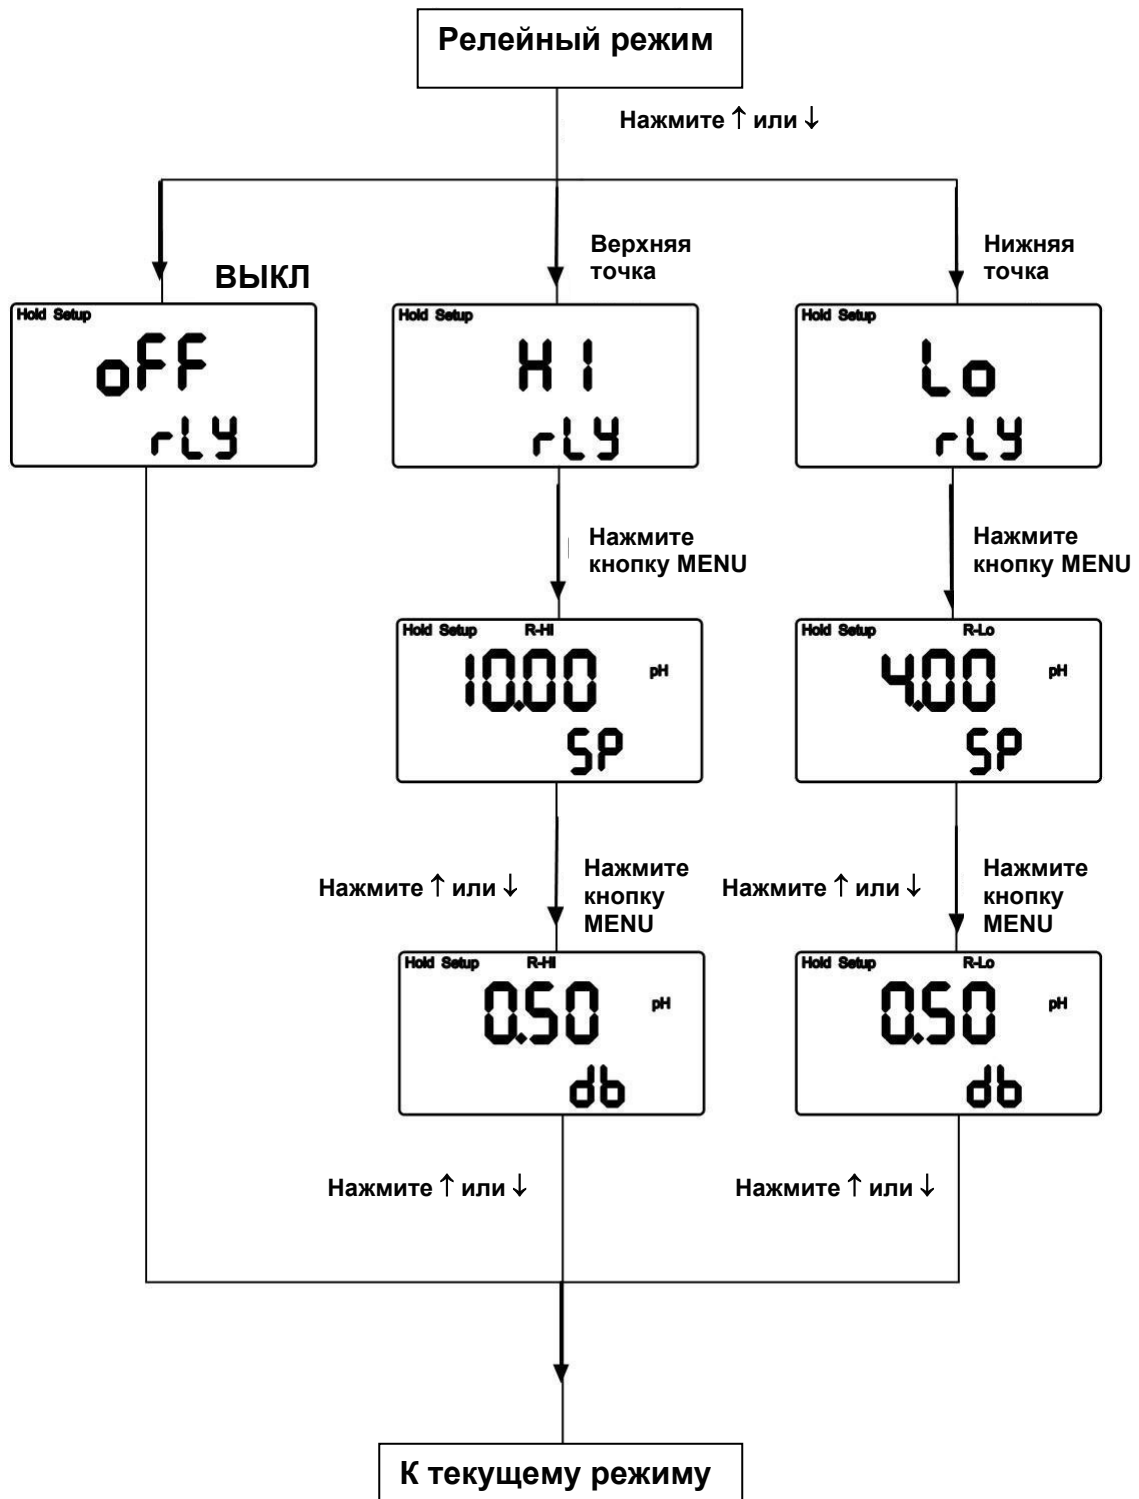 Релейный режим
Нажмите ↑ или ↓
ВЫКЛ
Верхняя
точка
Нижняя
точка
Hold Setup
oFF
rLY
Hold Setup
HI
rLY
Hold Setup
Lo
rLY
Нажмите
кнопку MENU
Нажмите
кнопку MENU
Hold Setup R-HI
10.00 pH
SP
Hold Setup R-Lo
4.00 pH
SP
Нажмите ↑ или ↓
Нажмите
кнопку
MENU
Нажмите ↑ или ↓
Нажмите
кнопку
MENU
Hold Setup R-HI
0.50 pH
db
Hold Setup R-Lo
0.50 pH
db
Нажмите ↑ или ↓
Нажмите ↑ или ↓
К текущему режиму